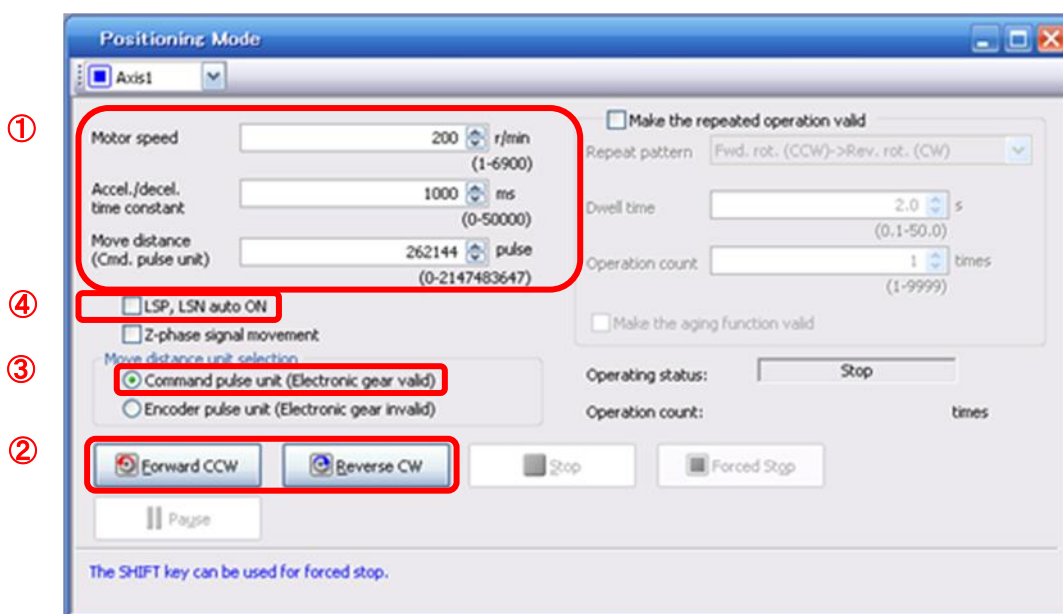 Positioning Mode
Axis1
①
Motor speed 200 r/min
(1-6900)
Accel./decel.
time constant 1000 ms
(0-50000)
Move distance
(Cmd. pulse unit) 262144 pulse
(0-2147483647)
Make the repeated operation valid
Repeat pattern Fwd. rot. (CCW)->Rev. rot. (CW)
Dwell time 2.0 s
(0.1-50.0)
Operation count 1 times
(1-9999)
Make the aging function valid
④
LSP, LSN auto ON
Z-phase signal movement
Move distance unit selection
③
Command pulse unit (Electronic gear valid)
Encoder pulse unit (Electronic gear invalid)
Operating status: Stop
Operation count: times
②
Forward CCW
Reverse CW
Stop
Forced Stop
Pause
The SHIFT key can be used for forced stop.